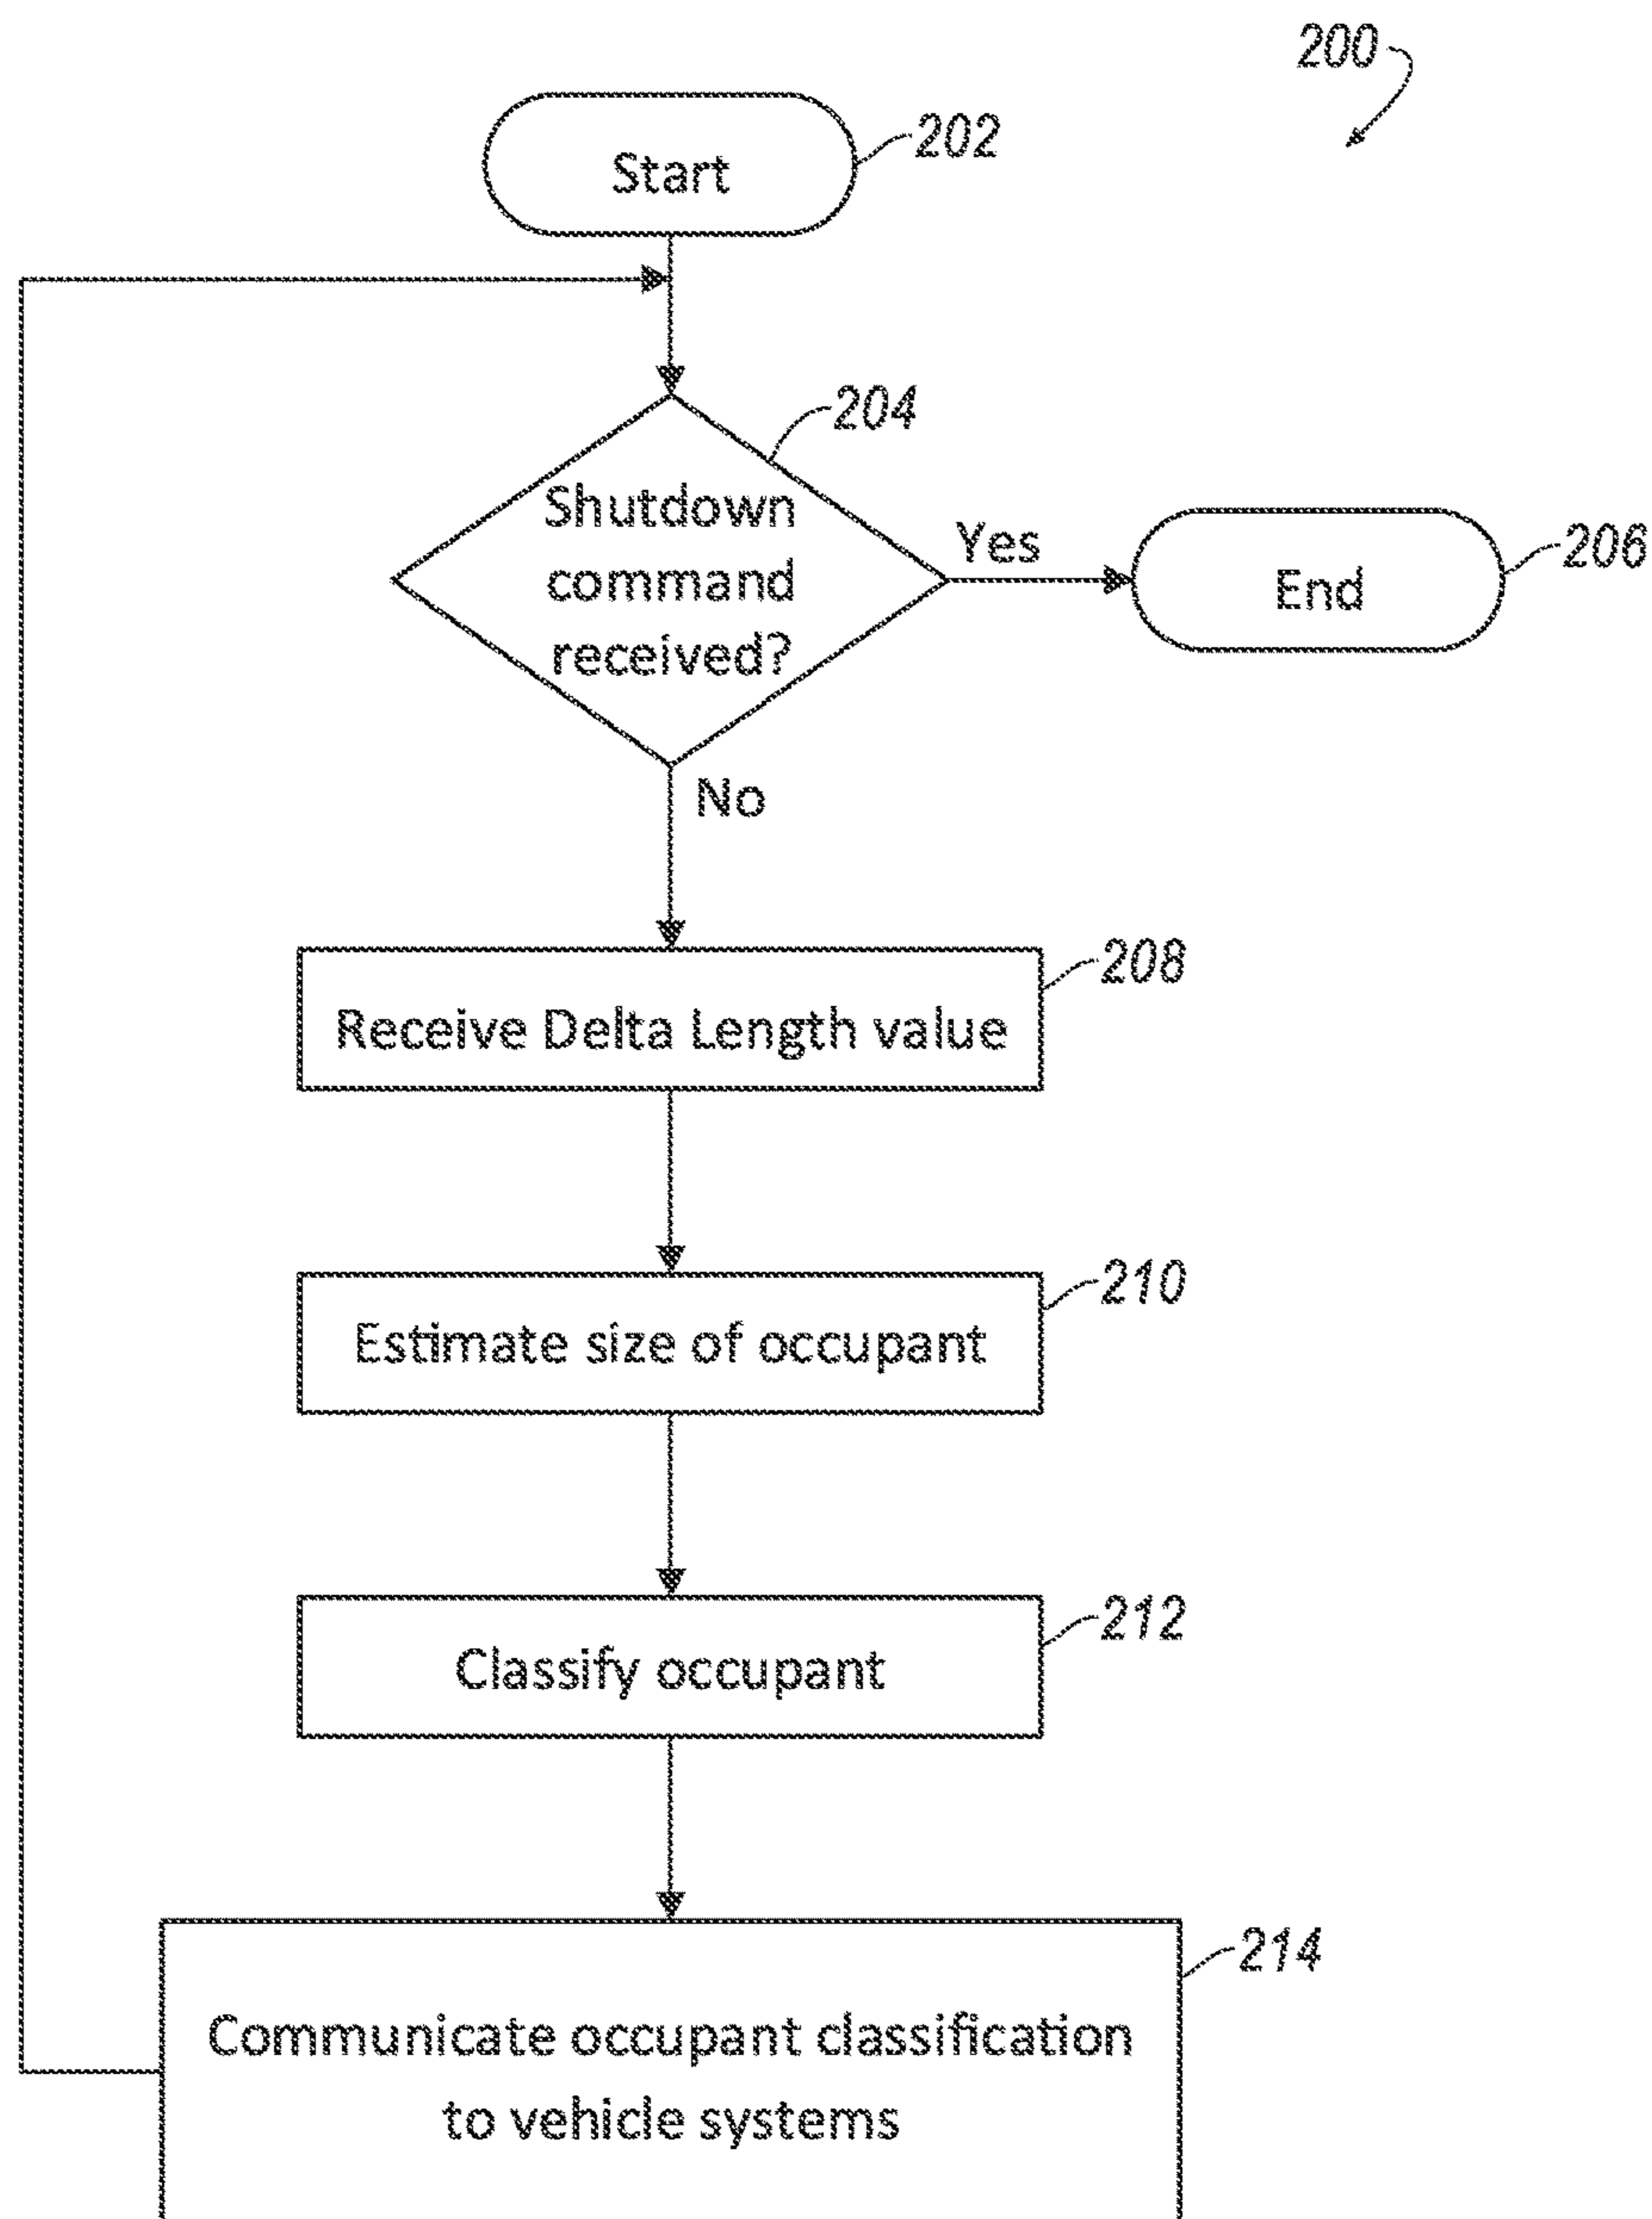 200
Start
202
204
Shutdown
command
received?
Yes
End
206
No
208
Receive Delta Length value
210
Estimate size of occupant
212
Classify occupant
214
Communicate occupant classification
to vehicle systems